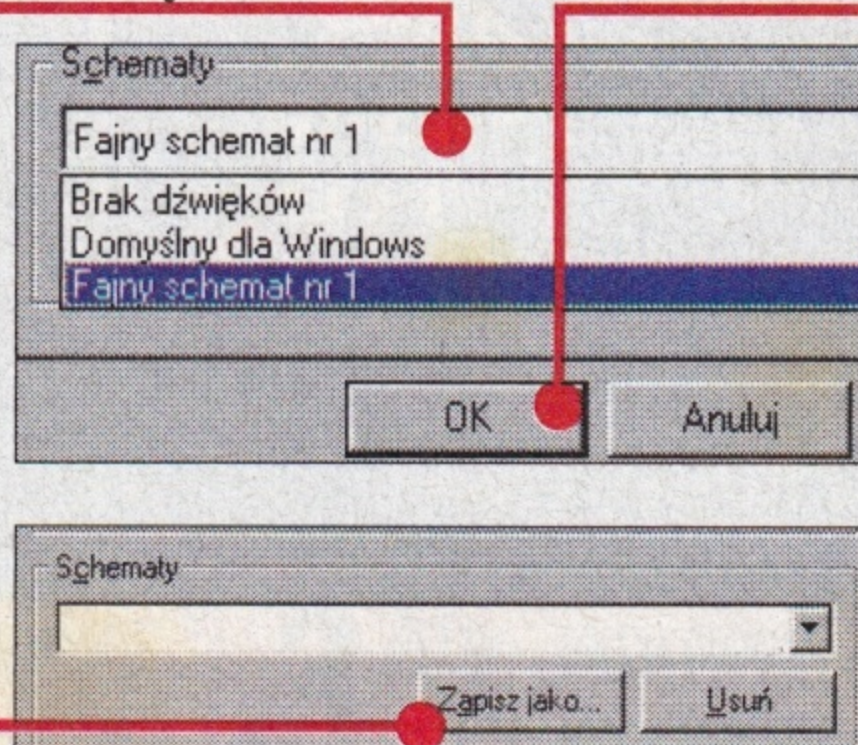 Schematy
Fajny schemat nr 1
Brak dźwięków
Domyślny dla Windows
Fajny schemat nr 1
OK Anuluj
Schematy
Zapisz jako... Usuń